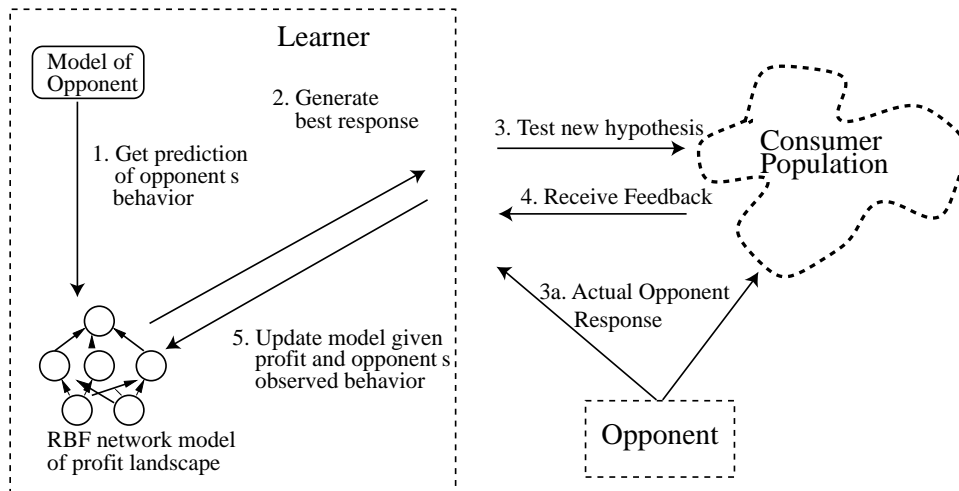 Learner
Model of
Opponent
2. Generate
best response
1. Get prediction
of opponent s
behavior
3. Test new hypothesis
Consumer
Population
4. Receive Feedback
3a. Actual Opponent
Response
5. Update model given
profit and opponent s
observed behavior
RBF network model
of profit landscape
Opponent